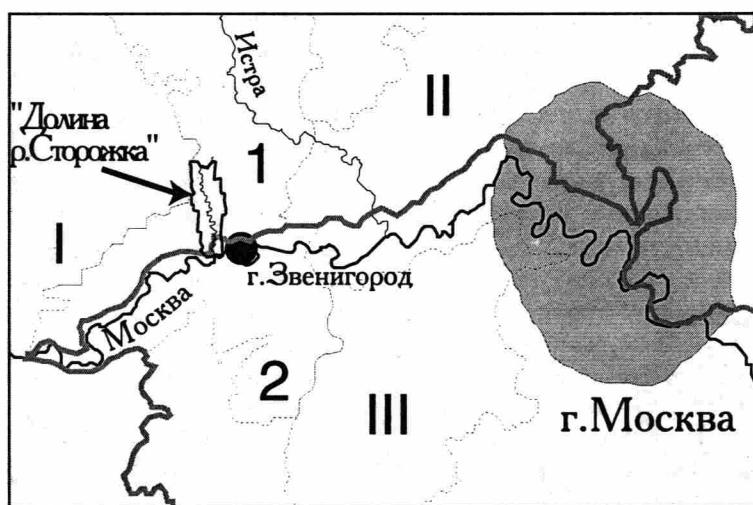 Истра
II
"Долина
р.Сторожка"
1
I
г.Звенигород
Москва
2
III
г.Москва